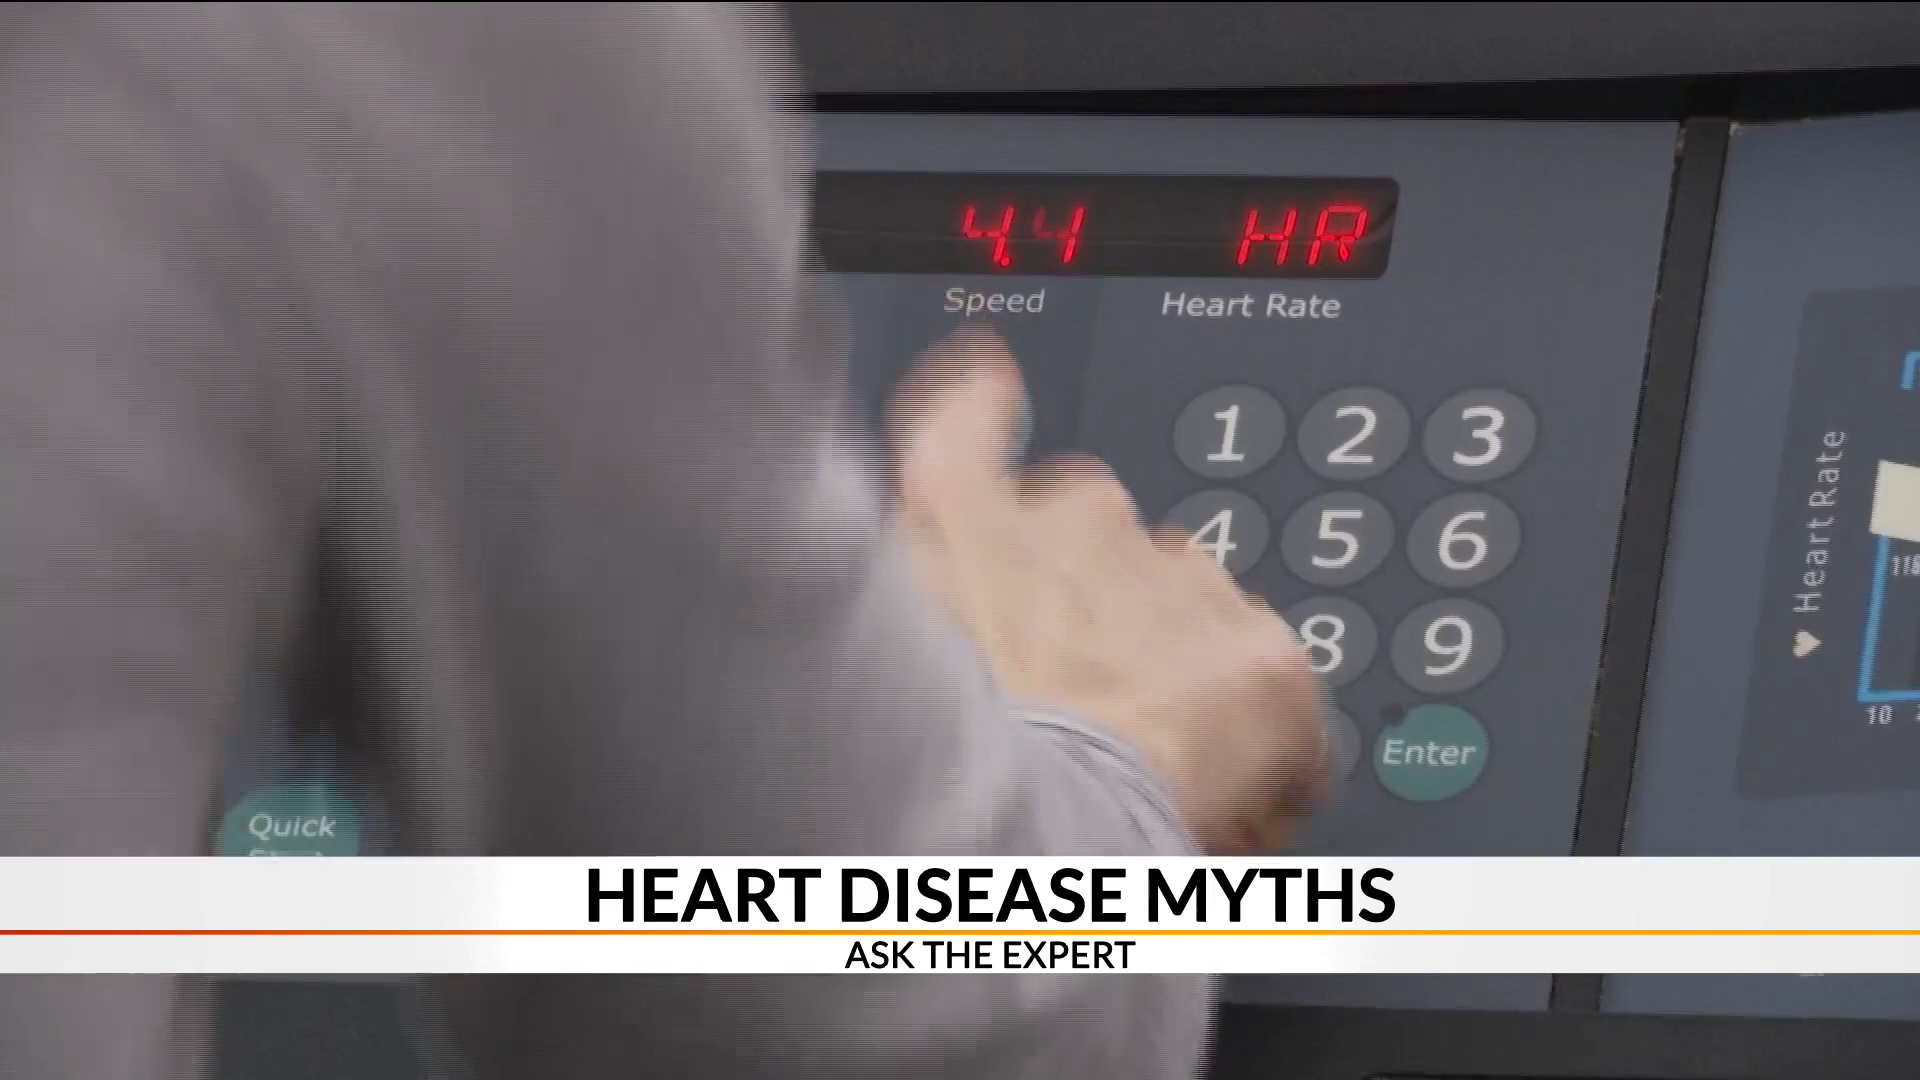 4.4 HR
Speed Heart Rate
1 2 3
4 5 6
8 9
Enter
Heart Rate
118
10
Quick
HEART DISEASE MYTHS
ASK THE EXPERT